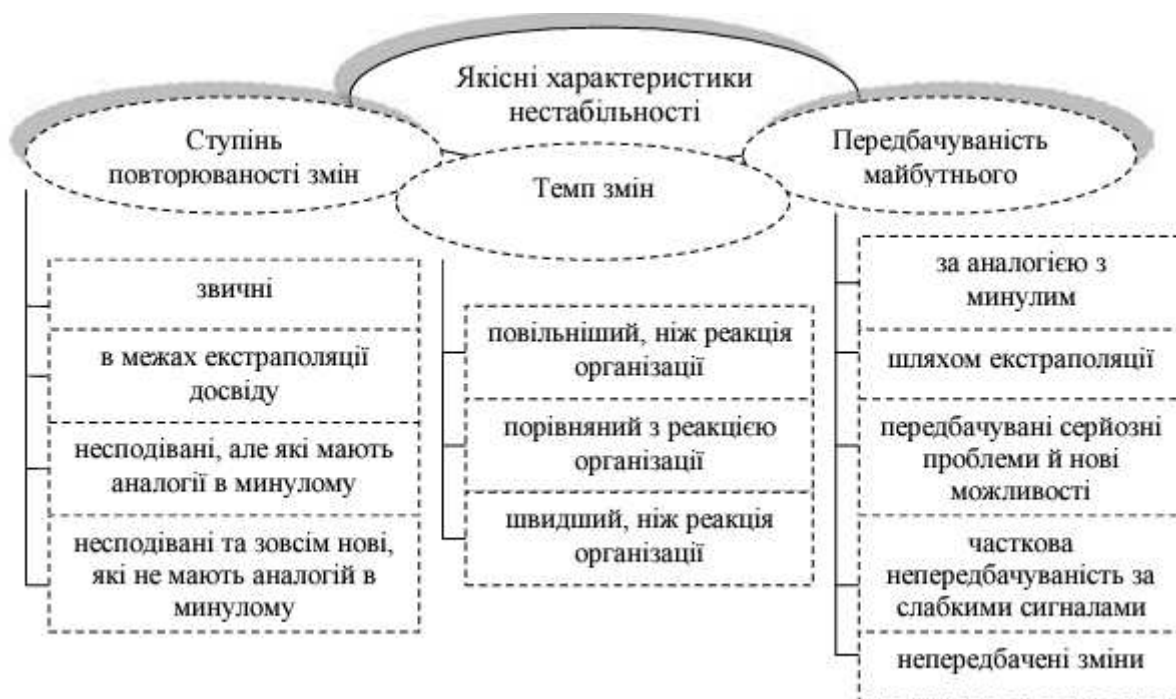 Якісні характеристики
нестабільності
Ступінь
повторюваності змін
Темп змін
Передбачуваність
майбутнього
звичні
в межах екстраполяції
досвіду
несподівані, але які мають
аналогії в минулому
несподівані та зовсім нові,
які не мають аналогій в
минулому
повільніший, ніж реакція
організації
порівняний з реакцією
організації
швидший, ніж реакція
організації
за аналогією з
минулим
шляхом екстраполяції
передбачувані серйозні
проблеми й нові
можливості
часткова
непередбачуваність за
слабкими сигналами
непередбачені зміни